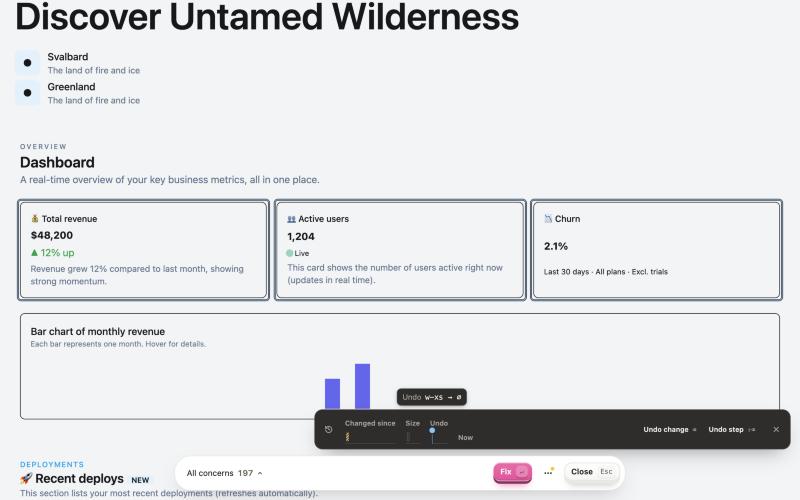 Discover Untamed Wilderness
Svalbard
The land of fire and ice
Greenland
The land of fire and ice
OVERVIEW
Dashboard
A real-time overview of your key business metrics, all in one place.
Total revenue
$48,200
▲ 12% up
Revenue grew 12% compared to last month, showing
strong momentum.
Active users
1,204
Live
This card shows the number of users active right now
(updates in real time).
Churn
2.1%
Last 30 days · All plans · Excl. trials
Bar chart of monthly revenue
Each bar represents one month. Hover for details.
Undo w-xs → ø
Changed since
Size
Undo
Now
Undo change
Undo step
DEPLOYMENTS
Recent deploys NEW
This section lists your most recent deployments (refreshes automatically).
All concerns 197
Fix
Close Esc